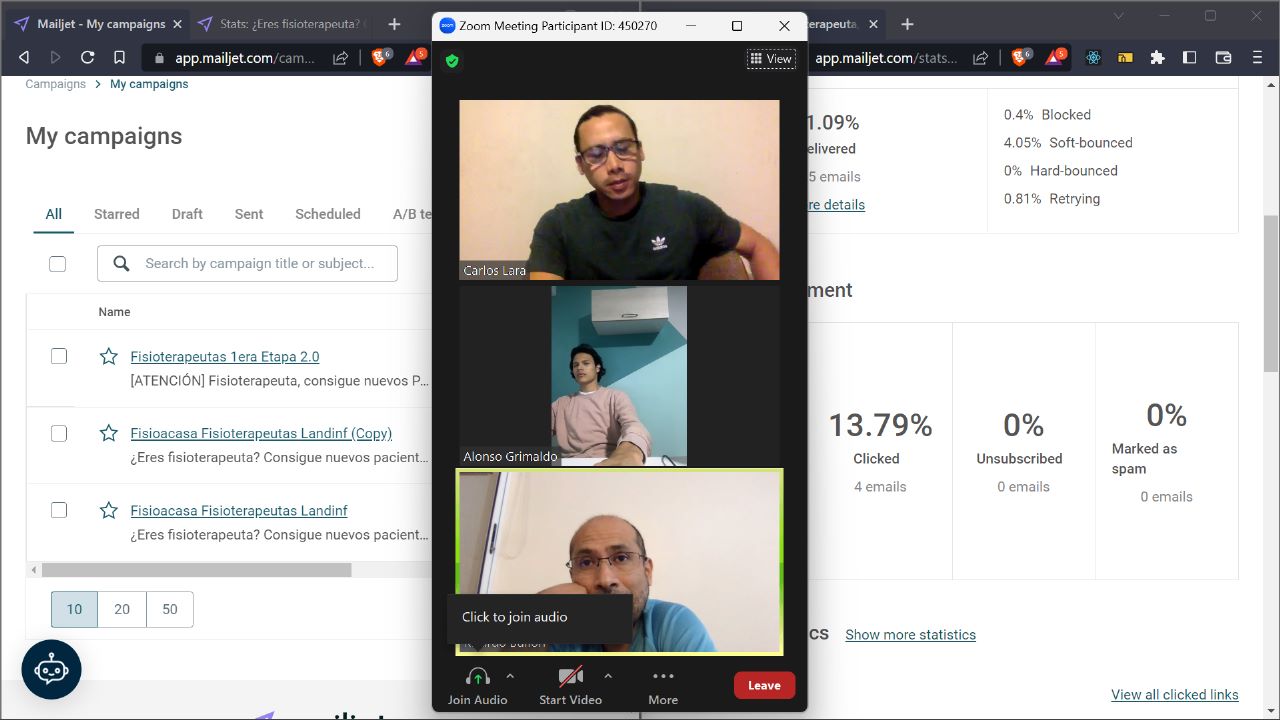 Mailjet - My campaigns
Stats: ¿Eres fisioterapeuta?
Zoom Meeting Participant ID: 450270
app.mailjet.com/cam...
6
5
View
app.mailjet.com/stats...
6
5
Campaigns > My campaigns
My campaigns
All
Starred
Draft
Sent
Scheduled
Search by campaign title or subject...
Name
Fisioterapeutas 1era Etapa 2.0
[ATENCIÓN] Fisioterapeuta, consigue nuevos P...
Fisioacasa Fisioterapeutas Landinf (Copy)
¿Eres fisioterapeuta? Consigue nuevos pacient...
Fisioacasa Fisioterapeutas Landinf
¿Eres fisioterapeuta? Consigue nuevos pacient...
10
20
50
adidas
Carlos Lara
Alonso Grimaldo
Click to join audio
Join Audio
Start Video
More
Leave
1.09%
elivered
5 emails
re details
0.4% Blocked
4.05% Soft-bounced
0% Hard-bounced
0.81% Retrying
ment
13.79%
Clicked
4 emails
0%
Unsubscribed
0 emails
0%
Marked as
spam
0 emails
cs
Show more statistics
View all clicked links